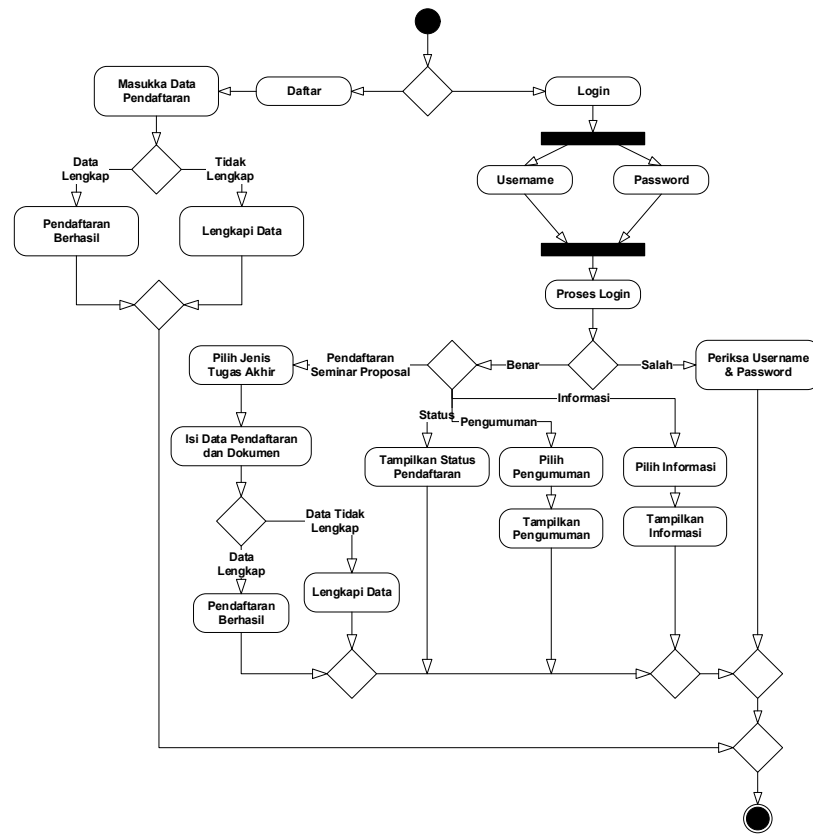 Masukka Data
Pendaftaran
Daftar
Login
Data
Lengkap
Tidak
Lengkap
Username
Password
Pendaftaran
Berhasil
Lengkapi Data
Proses Login
Pilih Jenis
Tugas Akhir
Pendaftaran
Seminar Proposal
Benar
Salah
Periksa Username
& Password
Informasi
Status
Pengumuman
Isi Data Pendaftaran
dan Dokumen
Tampilkan Status
Pendaftaran
Pilih
Pengumuman
Pilih Informasi
Data Tidak
Lengkap
Tampilkan
Pengumuman
Tampilkan
Informasi
Data
Lengkap
Lengkapi Data
Pendaftaran
Berhasil